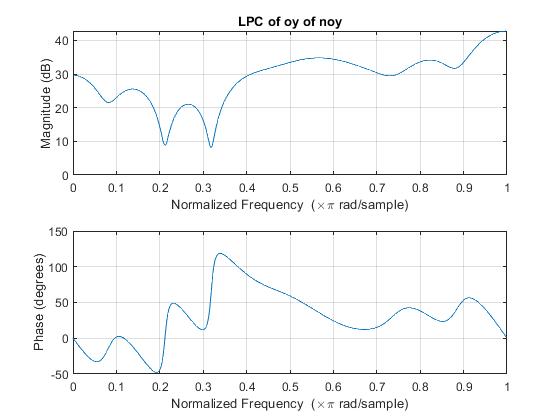 LPC of oy of noy
40
30
20
10
0
Magnitude (dB)
0 0.1 0.2 0.3 0.4 0.5 0.6 0.7 0.8 0.9 1
Normalized Frequency (×π rad/sample)
150
100
50
0
-50
Phase (degrees)
0 0.1 0.2 0.3 0.4 0.5 0.6 0.7 0.8 0.9 1
Normalized Frequency (×π rad/sample)